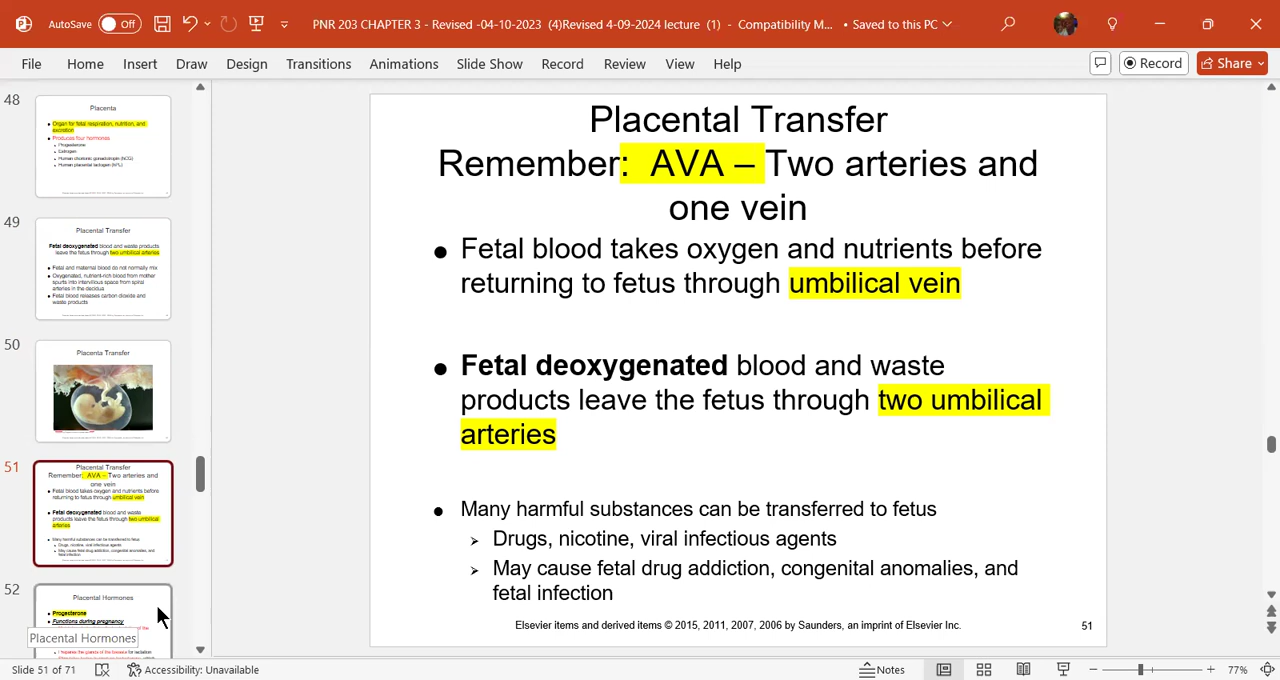 AutoSave Off PNR 203 CHAPTER 3 - Revised -04-10-2023 (4)Revised 4-09-2024 lecture (1) - Compatibility M... • Saved to this PC
File Home Insert Draw Design Transitions Animations Slide Show Record Review View Help Record Share
48
Placenta
Organ for fetal respiration, nutrition, and
excretion
Produces four hormones
Progesterone
Estrogen
Human chorionic gonadotropin (hCG)
Human placental lactogen (hPL)
49
Placental Transfer
Fetal deoxygenated blood and waste products
leave the fetus through two umbilical arteries
Fetal and maternal blood do not normally mix
Oxygenated, nutrient-rich blood from mother
spurts into intervillous space from spiral
arteries in the decidua
Fetal blood releases carbon dioxide and
waste products
50
Placenta Transfer
51
Placental Transfer
Remember: AVA – Two arteries and
one vein
Fetal blood takes oxygen and nutrients before
returning to fetus through umbilical vein
Fetal deoxygenated blood and waste
products leave the fetus through two umbilical
arteries
Many harmful substances can be transferred to fetus
Drugs, nicotine, viral infectious agents
May cause fetal drug addiction, congenital anomalies, and
fetal infection
52
Placental Hormones
Progesterone
Functions during pregnancy
Placental Hormones
Prepares the glands of the breasts for lactation
Placental Transfer
Remember: AVA – Two arteries and
one vein
● Fetal blood takes oxygen and nutrients before
returning to fetus through umbilical vein
● Fetal deoxygenated blood and waste
products leave the fetus through two umbilical
arteries
● Many harmful substances can be transferred to fetus
➢ Drugs, nicotine, viral infectious agents
➢ May cause fetal drug addiction, congenital anomalies, and
fetal infection
Elsevier items and derived items © 2015, 2011, 2007, 2006 by Saunders, an imprint of Elsevier Inc. 51
Slide 51 of 71 Accessibility: Unavailable Notes 77%